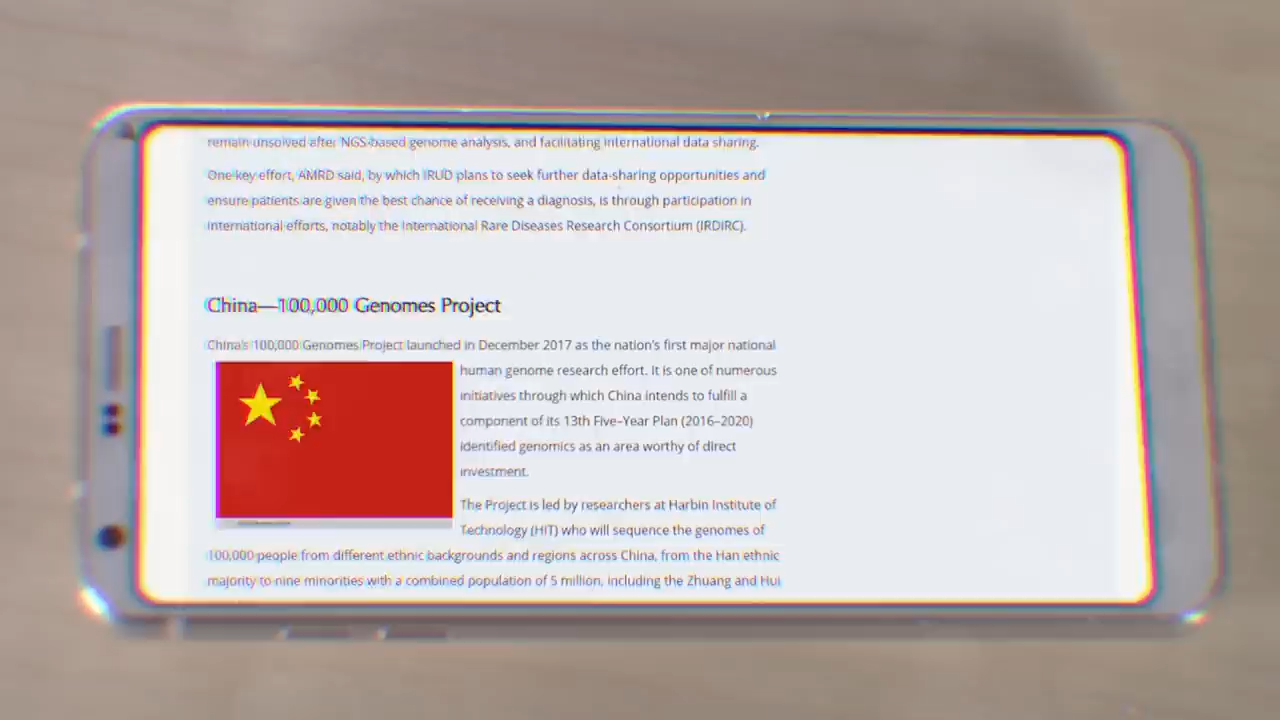 remain unsolved after NGS-based genome analysis, and facilitating international data sharing.
One key effort, AMRD said, by which IRUD plans to seek further data-sharing opportunities and
ensure patients are given the best chance of receiving a diagnosis, is through participation in
international efforts, notably the International Rare Diseases Research Consortium (IRDiRC).
China—100,000 Genomes Project
China's 100,000 Genomes Project launched in December 2017 as the nation's first major national
human genome research effort. It is one of numerous
initiatives through which China intends to fulfill a
component of its 13th Five–Year Plan (2016–2020)
identified genomics as an area worthy of direct
investment.
The Project is led by researchers at Harbin Institute of
Technology (HIT) who will sequence the genomes of
100,000 people from different ethnic backgrounds and regions across China, from the Han ethnic
majority to nine minorities with a combined population of 5 million, including the Zhuang and Hui